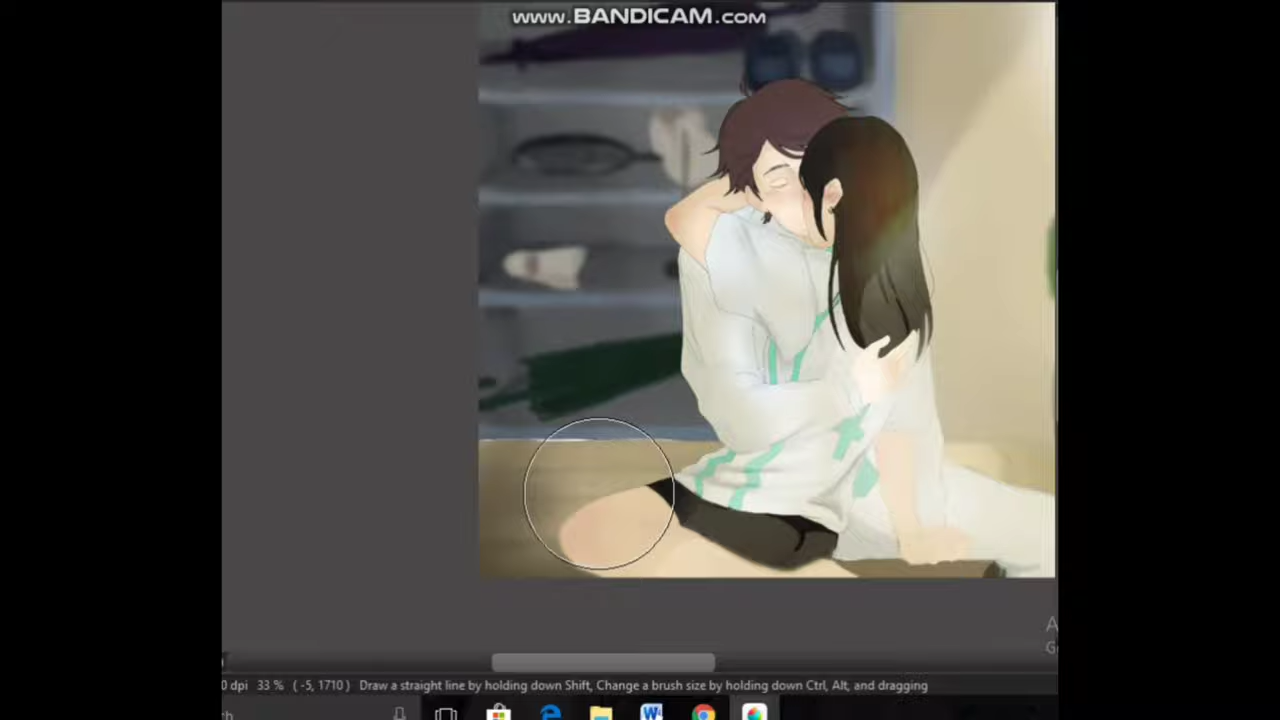 www.BANDICAM.com
0 dpi 33 % ( -5, 1710 ) Draw a straight line by holding down Shift, Change a brush size by holding down Ctrl, Alt, and dragging